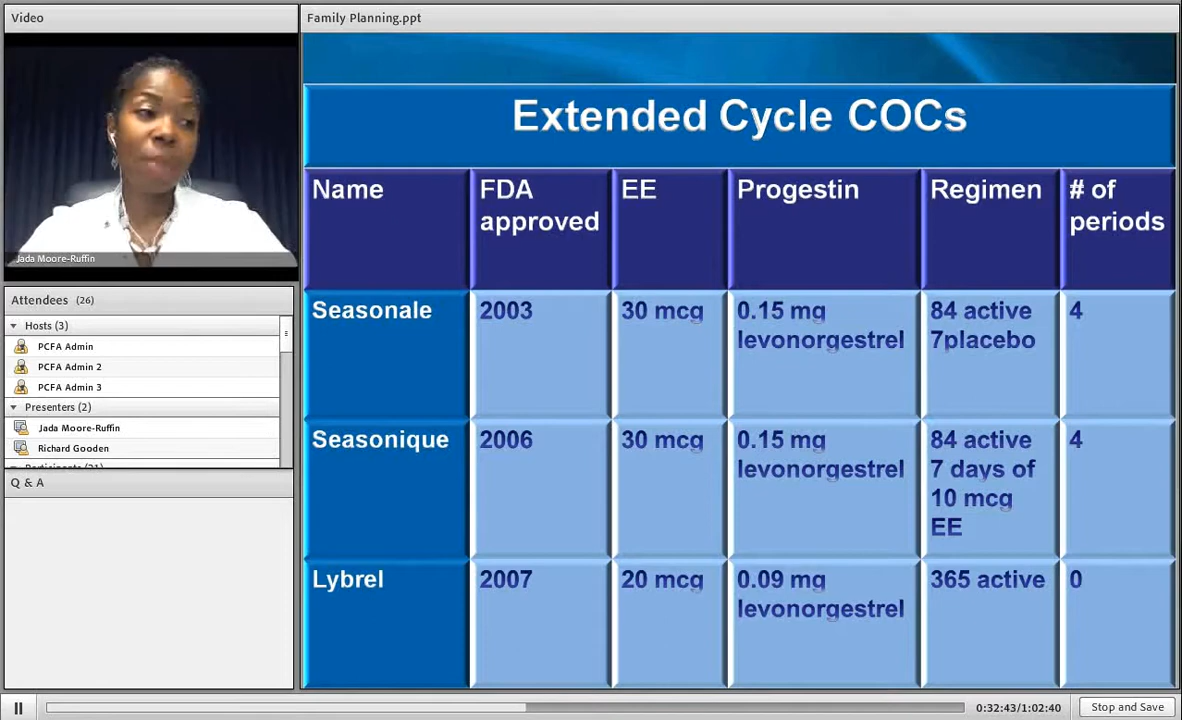 Video
Family Planning.ppt
Jada Moore-Ruffin
Attendees (26)
Hosts (3)
PCFA Admin
PCFA Admin 2
PCFA Admin 3
Presenters (2)
Jada Moore-Ruffin
Richard Gooden
Participants (21)
Q & A
Extended Cycle COCs
Name
FDA
approved
EE
Progestin
Regimen
# of
periods
Seasonale
2003
30 mcg
0.15 mg
levonorgestrel
84 active
7placebo
4
Seasonique
2006
30 mcg
0.15 mg
levonorgestrel
84 active
7 days of
10 mcg
EE
4
Lybrel
2007
20 mcg
0.09 mg
levonorgestrel
365 active
0
0:32:43/1:02:40
Stop and Save